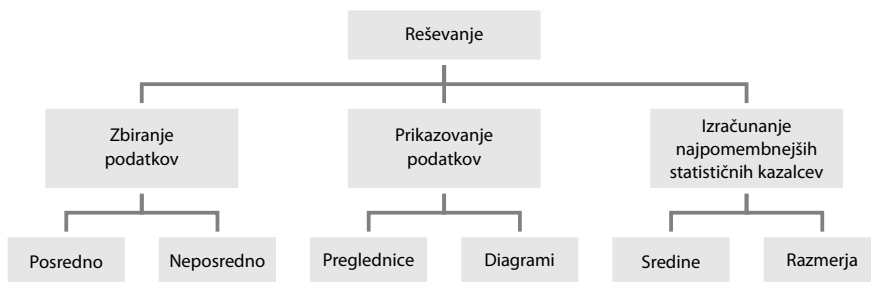 Reševanje
Zbiranje
podatkov
Prikazovanje
podatkov
Izračunanje
najpomembnejših
statističnih kazalcev
Posredno
Neposredno
Preglednice
Diagrami
Sredine
Razmerja